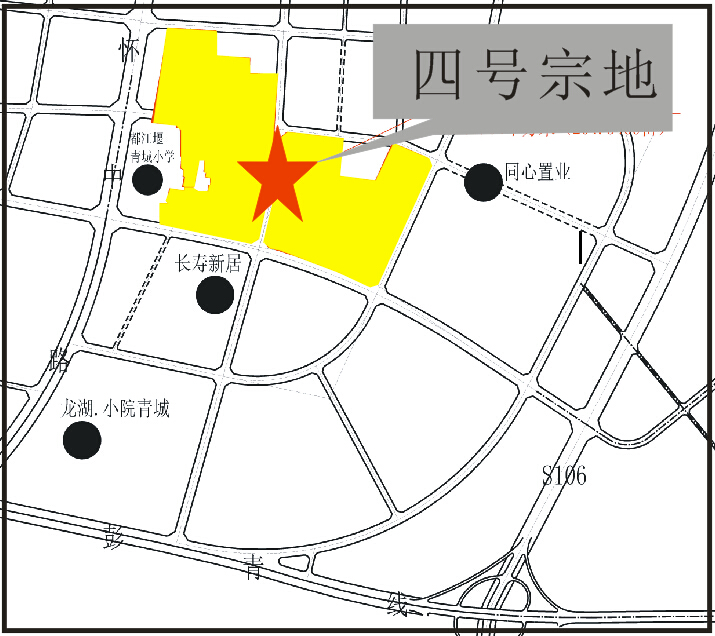 四号宗地
怀
中
路
都江堰
青城小学
同心置业
长寿新居
龙湖.小院青城
S106
彭
青
线